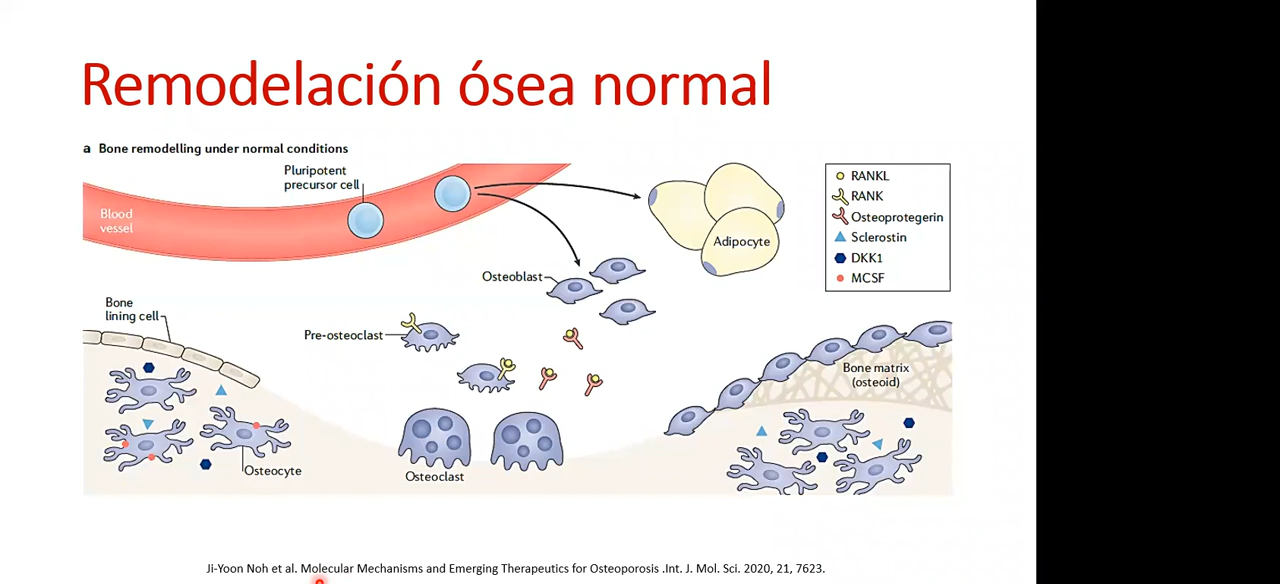 Remodelación ósea normal
a Bone remodelling under normal conditions
Pluripotent
precursor cell
Blood
vessel
Adipocyte
RANKL
RANK
Osteoprotegerin
Sclerostin
DKK1
MCSF
Osteoblast
Bone
lining cell
Pre-osteoclast
Bone matrix
(osteoid)
Osteocyte
Osteoclast
Ji-Yoon Noh et al. Molecular Mechanisms and Emerging Therapeutics for Osteoporosis .Int. J. Mol. Sci. 2020, 21, 7623.